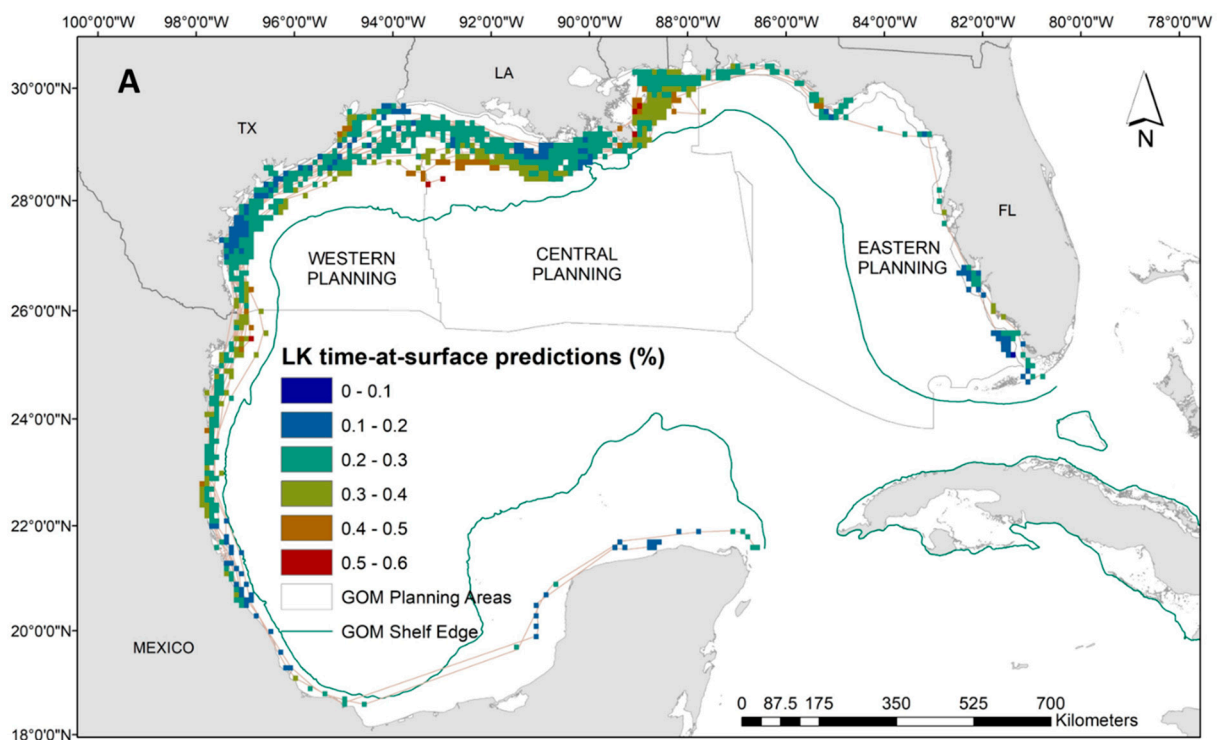 100°0'0"W 98°0'0"W 96°0'0"W 94°0'0"W 92°0'0"W 90°0'0"W 88°0'0"W 86°0'0"W 84°0'0"W 82°0'0"W 80°0'0"W 78°0'0"W
A
LA
30°0'0"N
TX
N
28°0'0"N
FL
WESTERN
PLANNING
CENTRAL
PLANNING
EASTERN
PLANNING
26°0'0"N
LK time-at-surface predictions (%)
0 - 0.1
24°0'0"N
0.1 - 0.2
0.2 - 0.3
0.3 - 0.4
22°0'0"N
0.4 - 0.5
0.5 - 0.6
GOM Planning Areas
20°0'0"N
GOM Shelf Edge
MEXICO
0 87.5 175 350 525 700
Kilometers
18°0'0"N